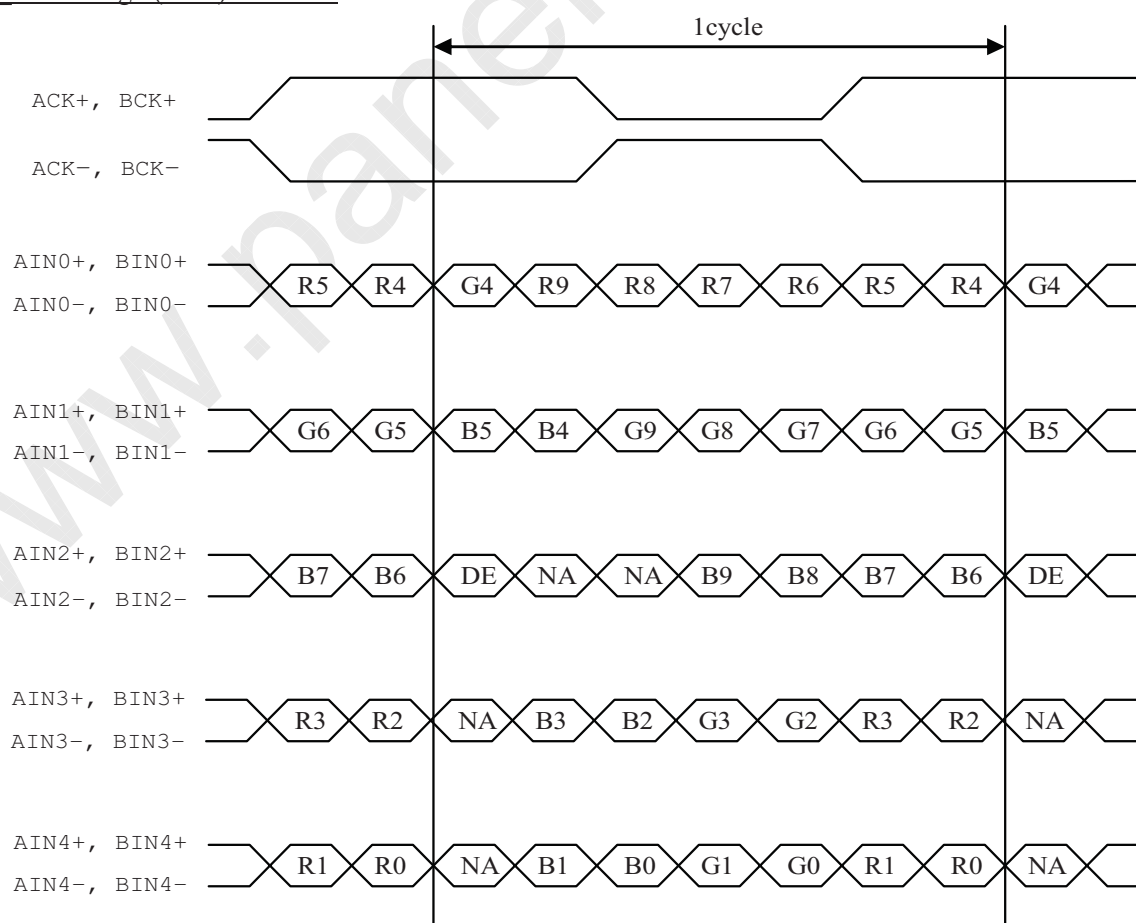 1cycle
ACK+, BCK+
ACK−, BCK−
AIN0+, BIN0+
R5 R4 G4 R9 R8 R7 R6 R5 R4 G4
AIN0-, BIN0-
AIN1+, BIN1+
G6 G5 B5 B4 G9 G8 G7 G6 G5 B5
AIN1-, BIN1-
AIN2+, BIN2+
B7 B6 DE NA NA B9 B8 B7 B6 DE
AIN2-, BIN2-
AIN3+, BIN3+
R3 R2 NA B3 B2 G3 G2 R3 R2 NA
AIN3-, BIN3-
AIN4+, BIN4+
R1 R0 NA B1 B0 G1 G0 R1 R0 NA
AIN4-, BIN4-